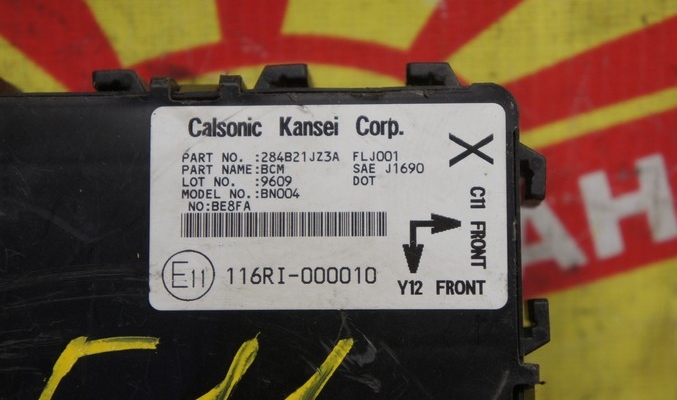 Calsonic Kansei Corp.
PART NO. :284B21JZ3A FLJ001
PART NAME:BCM SAE J1690
LOT NO. :9609 DOT
MODEL NO.:BN004
NO:BE8FA
X
C11 FRONT
Y12 FRONT
E11 116RI-000010